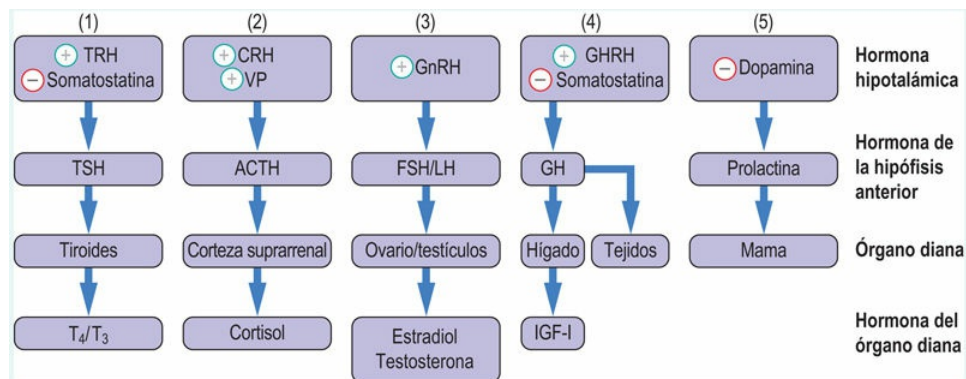 (1)
(2)
(3)
(4)
(5)
+ TRH
− Somatostatina
+ CRH
+ VP
+ GnRH
+ GHRH
− Somatostatina
− Dopamina
Hormona
hipotalámica
TSH
ACTH
FSH/LH
GH
Prolactina
Hormona de
la hipófisis
anterior
Tiroides
Corteza suprarrenal
Ovario/testículos
Hígado
Tejidos
Mama
Órgano diana
T₄/T₃
Cortisol
Estradiol
Testosterona
IGF-I
Hormona del
órgano diana